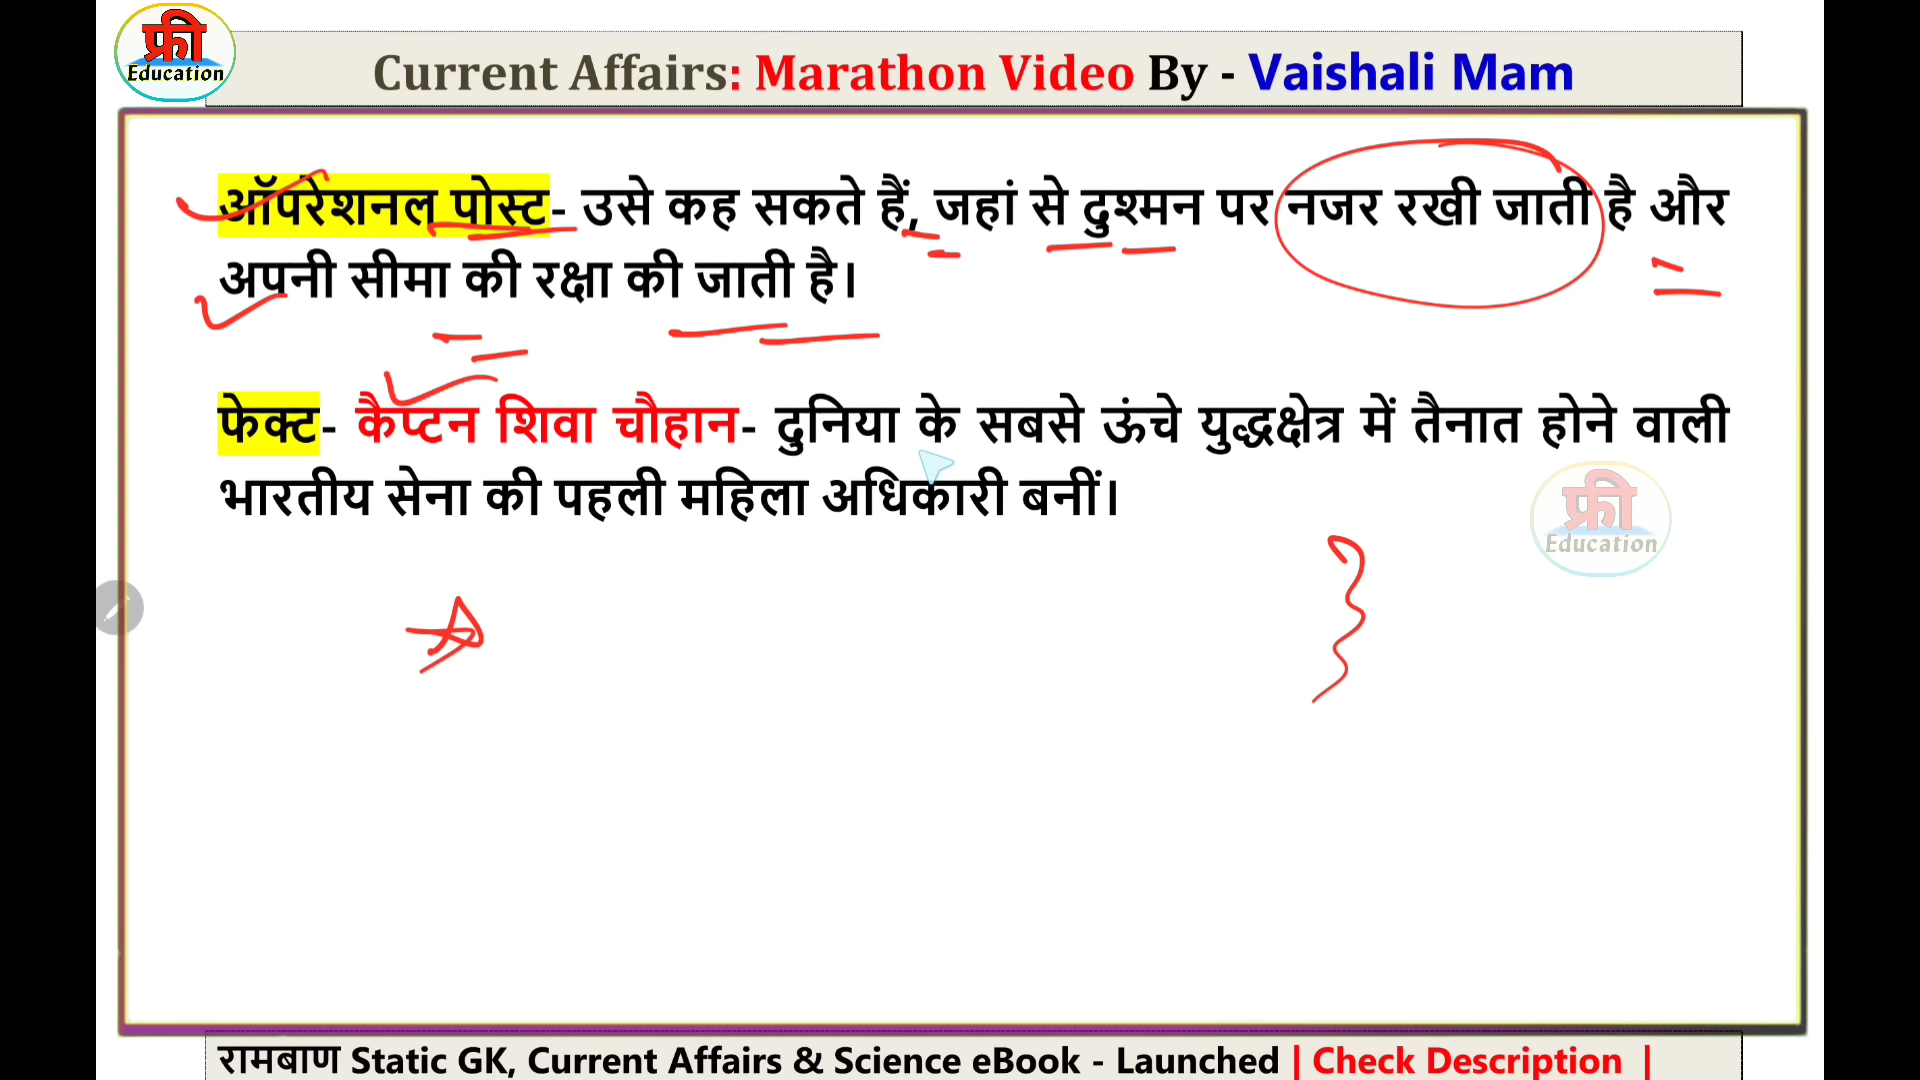 फ्री
Education
Current Affairs: Marathon Video By - Vaishali Mam
ऑपरेशनल पोस्ट- उसे कह सकते हैं, जहां से दुश्मन पर नजर रखी जाती है और
अपनी सीमा की रक्षा की जाती है।
फेक्ट- कैप्टन शिवा चौहान- दुनिया के सबसे ऊंचे युद्धक्षेत्र में तैनात होने वाली
भारतीय सेना की पहली महिला अधिकारी बनीं।
फ्री
Education
रामबाण Static GK, Current Affairs & Science eBook - Launched | Check Description |